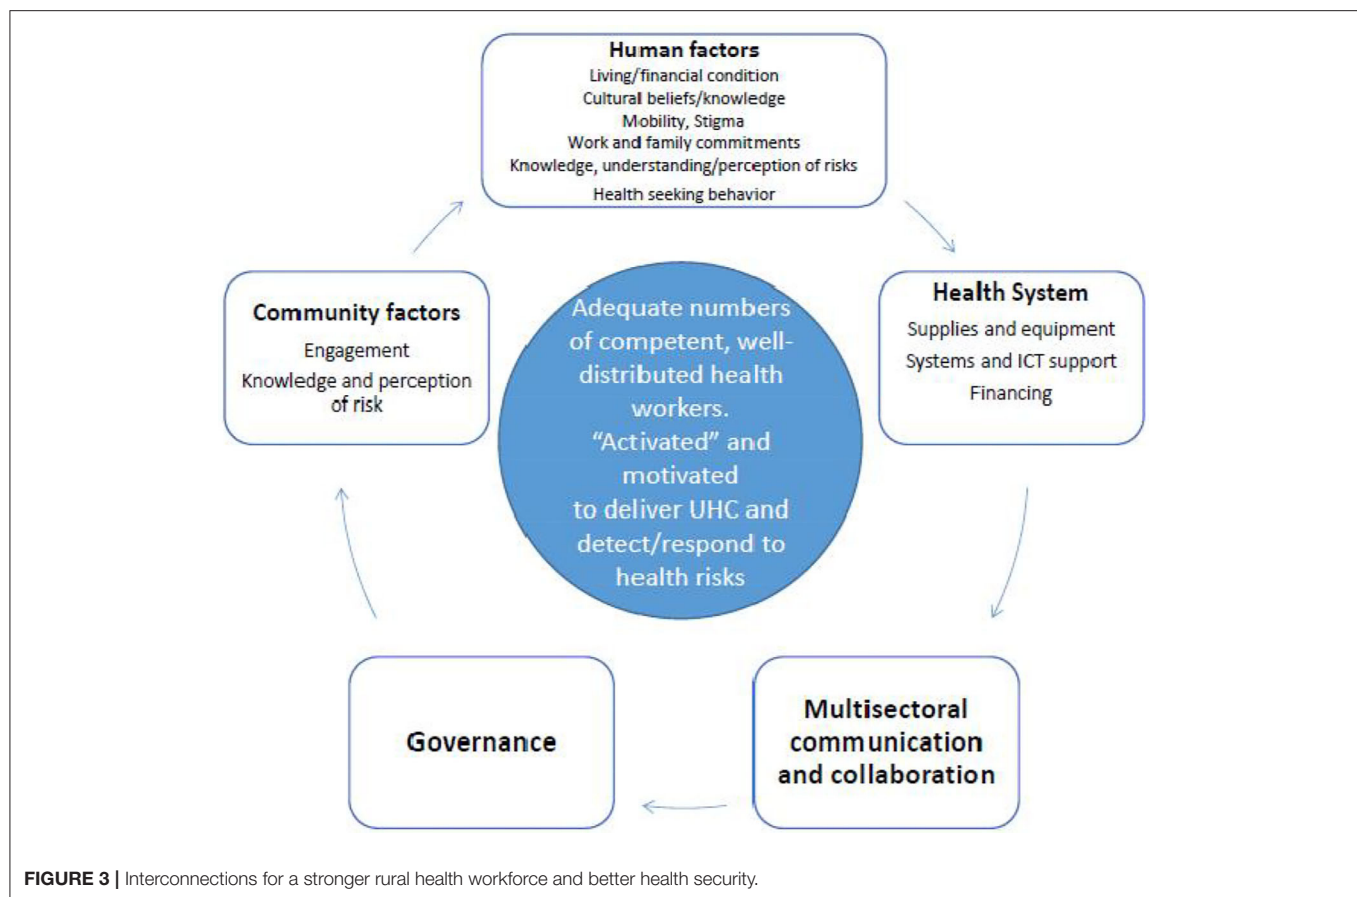 Human factors
Living/financial condition
Cultural beliefs/knowledge
Mobility, Stigma
Work and family commitments
Knowledge, understanding/perception of risks
Health seeking behavior
Health System
Supplies and equipment
Systems and ICT support
Financing
Multisectoral
communication
and collaboration
Governance
Community factors
Engagement
Knowledge and perception
of risk
Adequate numbers
of competent, well-
distributed health
workers.
“Activated” and
motivated
to deliver UHC and
detect/respond to
health risks
FIGURE 3 | Interconnections for a stronger rural health workforce and better health security.